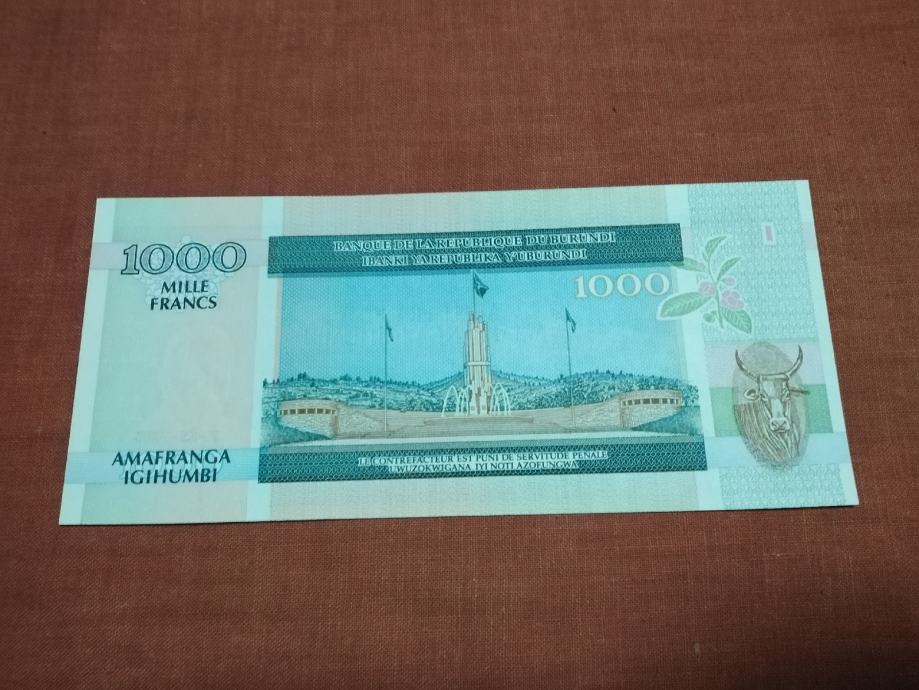 1000
MILLE
FRANCS
BANQUE DE LA REPUBLIQUE DU BURUNDI
IBANKI YA REPUBLIKA Y'UBURUNDI
1000
AMAFRANGA
IGIHUMBI
LE CONTREFACTEUR EST PUNI DE SERVITUDE PENALE
UWUZOKWIGANA IYI NOTI AZOFUNGWA